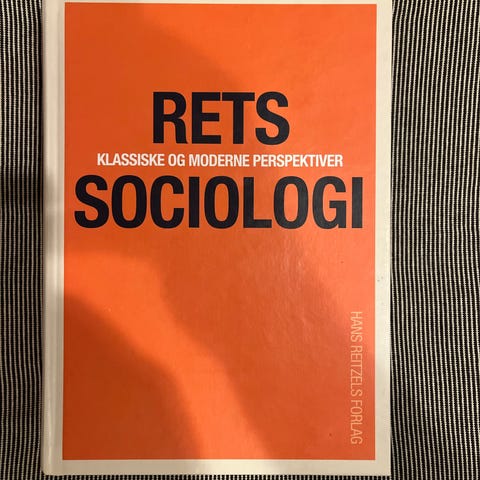 RETS
KLASSISKE OG MODERNE PERSPEKTIVER
SOCIOLOGI
HANS REITZELS FORLAG